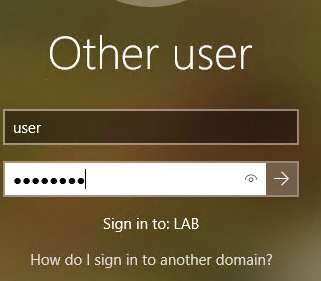 Other user
user
●●●●●●●●
Sign in to: LAB
How do I sign in to another domain?